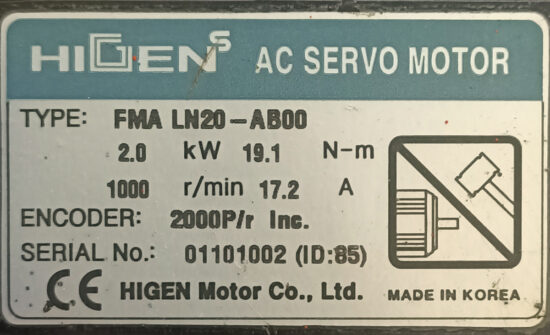 HIGEN S AC SERVO MOTOR
TYPE: FMA LN20-AB00
2.0 kW 19.1 N-m
1000 r/min 17.2 A
ENCODER: 2000P/r Inc.
SERIAL No.: 01101002 (ID:85)
CE HIGEN Motor Co., Ltd. MADE IN KOREA